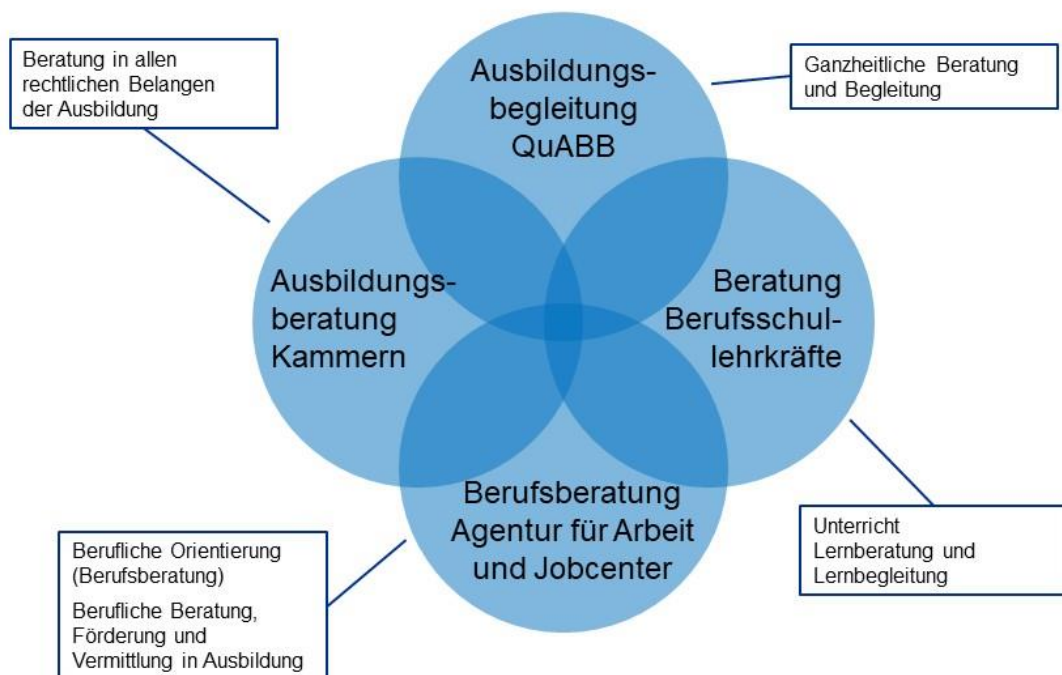 Beratung in allen
rechtlichen Belangen
der Ausbildung
Ausbildungs-
begleitung
QuABB
Ganzheitliche Beratung
und Begleitung
Ausbildungs-
beratung
Kammern
Beratung
Berufsschul-
lehrkräfte
Berufsberatung
Agentur für Arbeit
und Jobcenter
Berufliche Orientierung
(Berufsberatung)
Berufliche Beratung,
Förderung und
Vermittlung in Ausbildung
Unterricht
Lernberatung und
Lernbegleitung